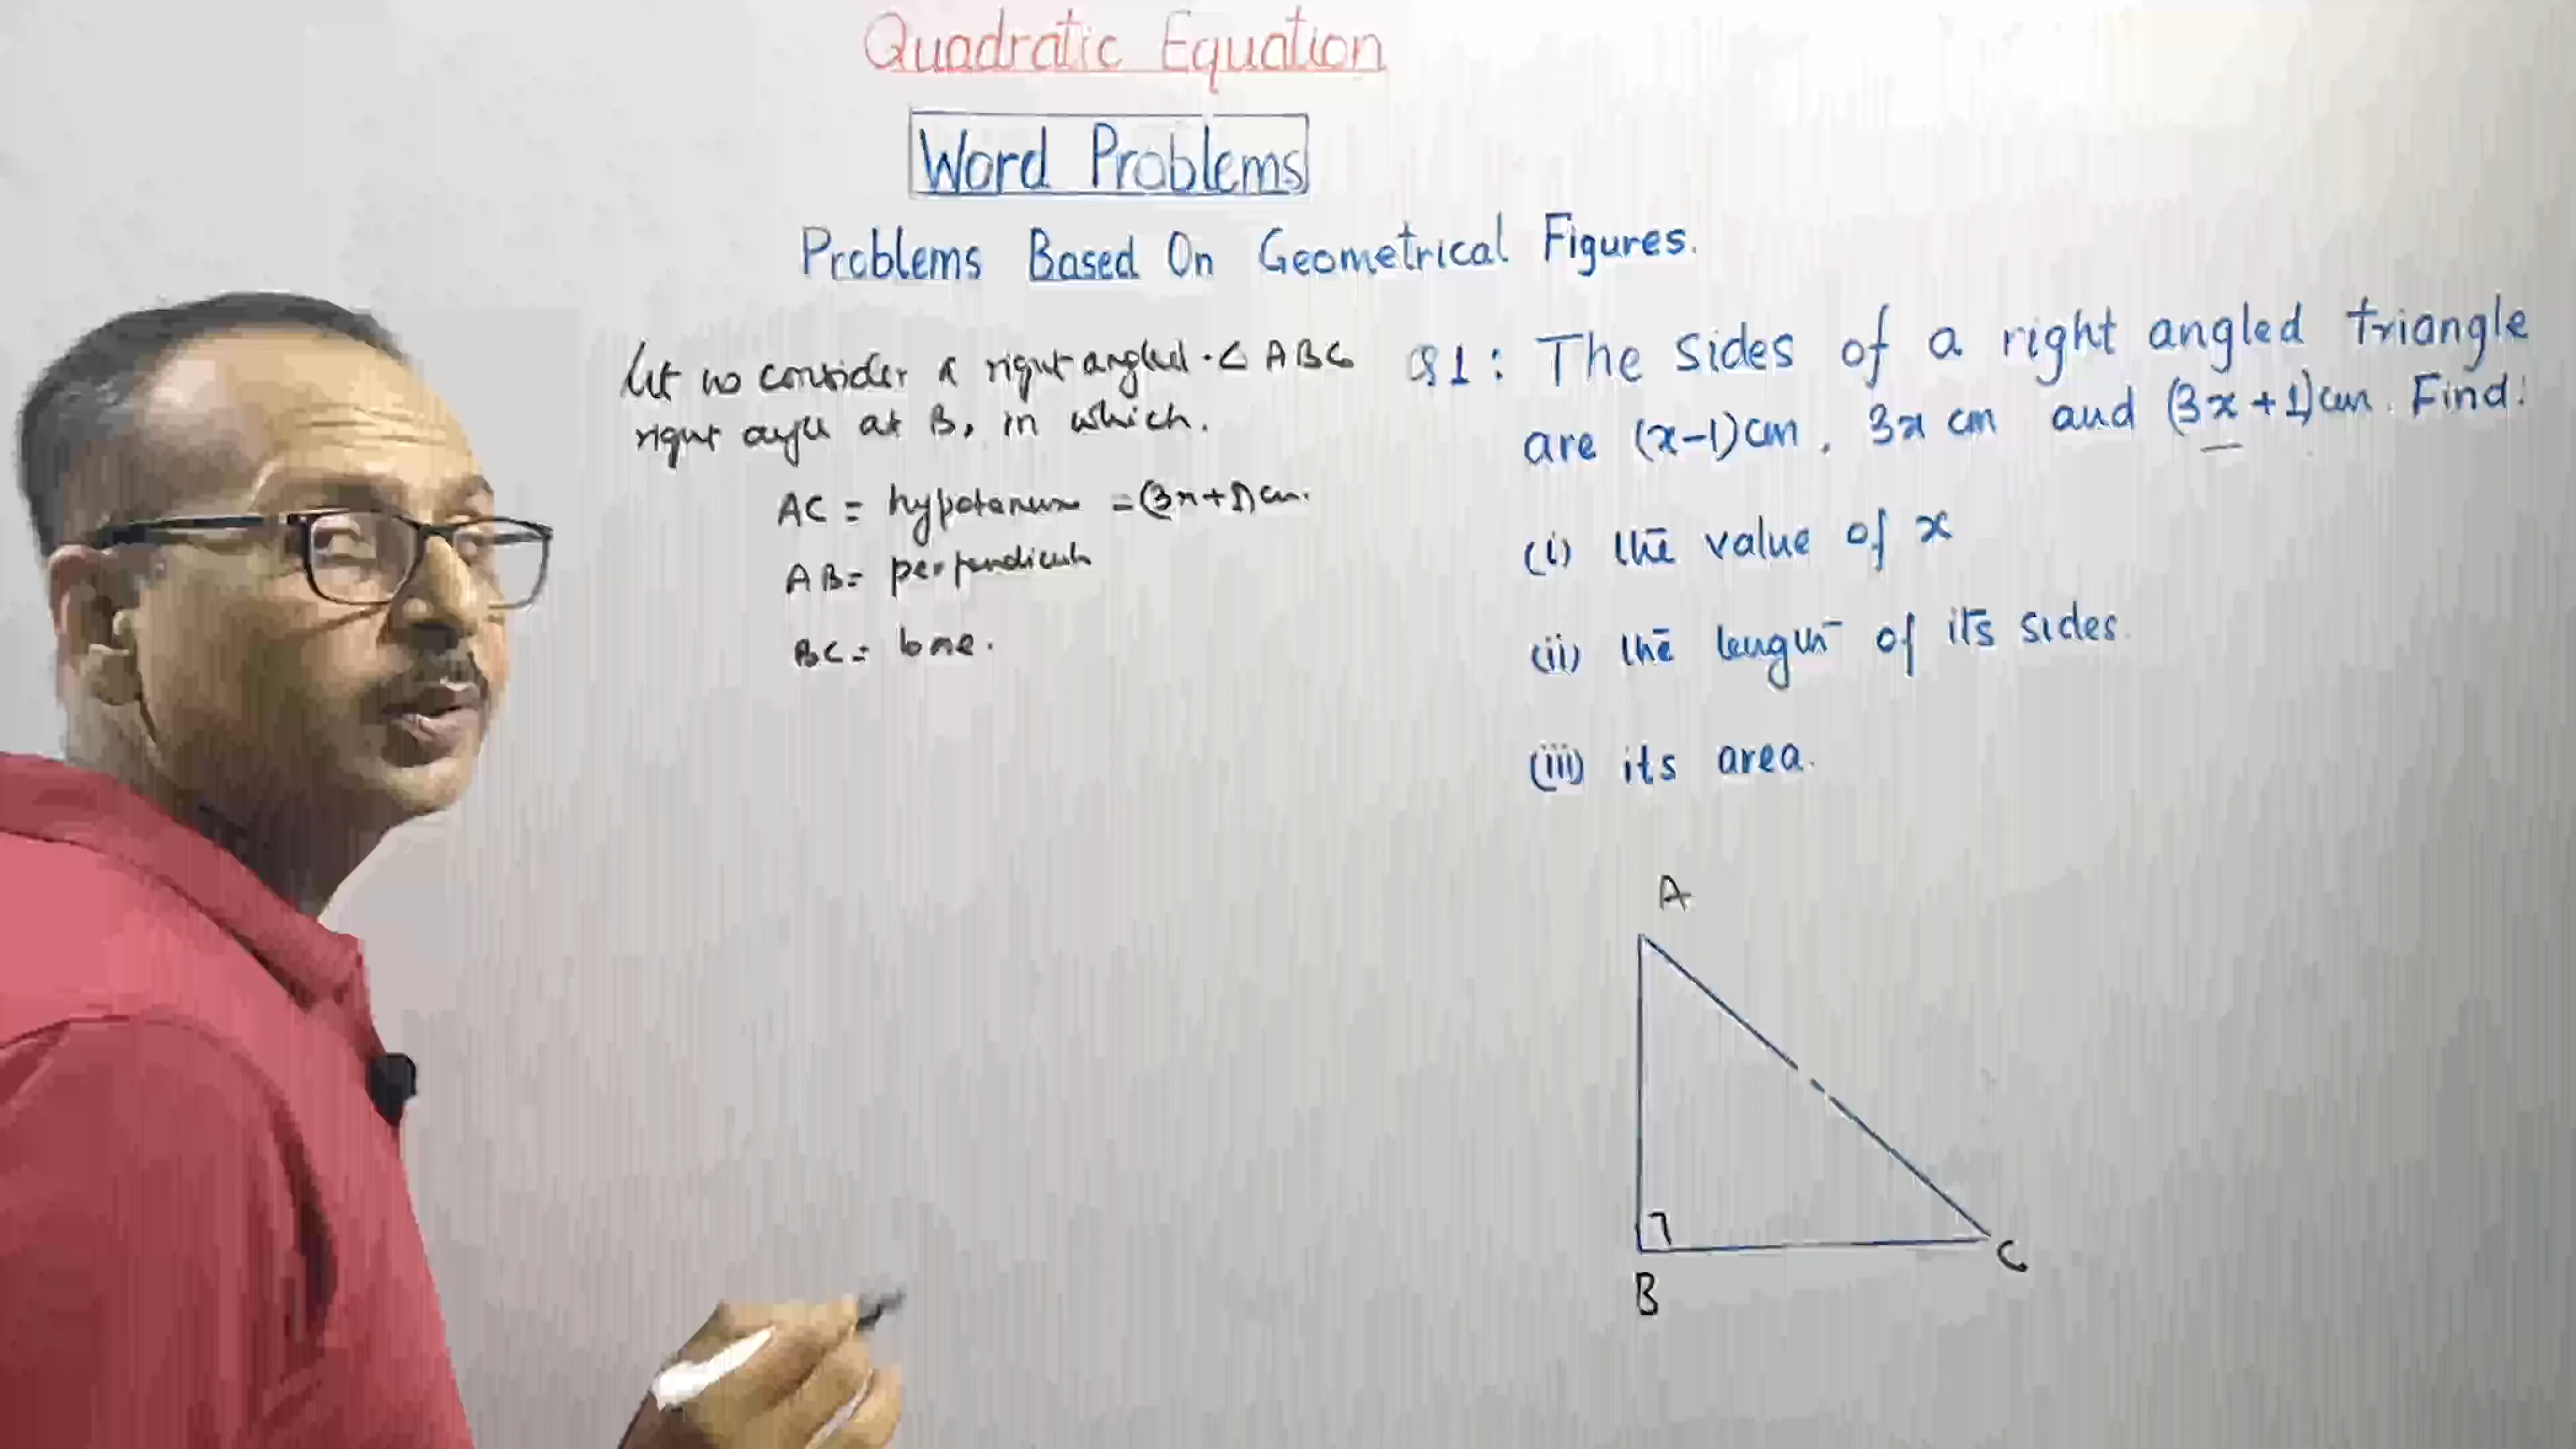 Quadratic Equation
Word Problems
Problems Based On Geometrical Figures.
Let us consider a right angled ∆ ABC
right angle at B, in which.
AC = hypotenuse = (3x+1)cm.
AB = perpendicular
BC = base.
Q1: The sides of a right angled triangle
are (x-1)cm, 3x cm and (3x+1)cm. Find:
(i) the value of x
(ii) the length of its sides.
(iii) its area.
A
B
C